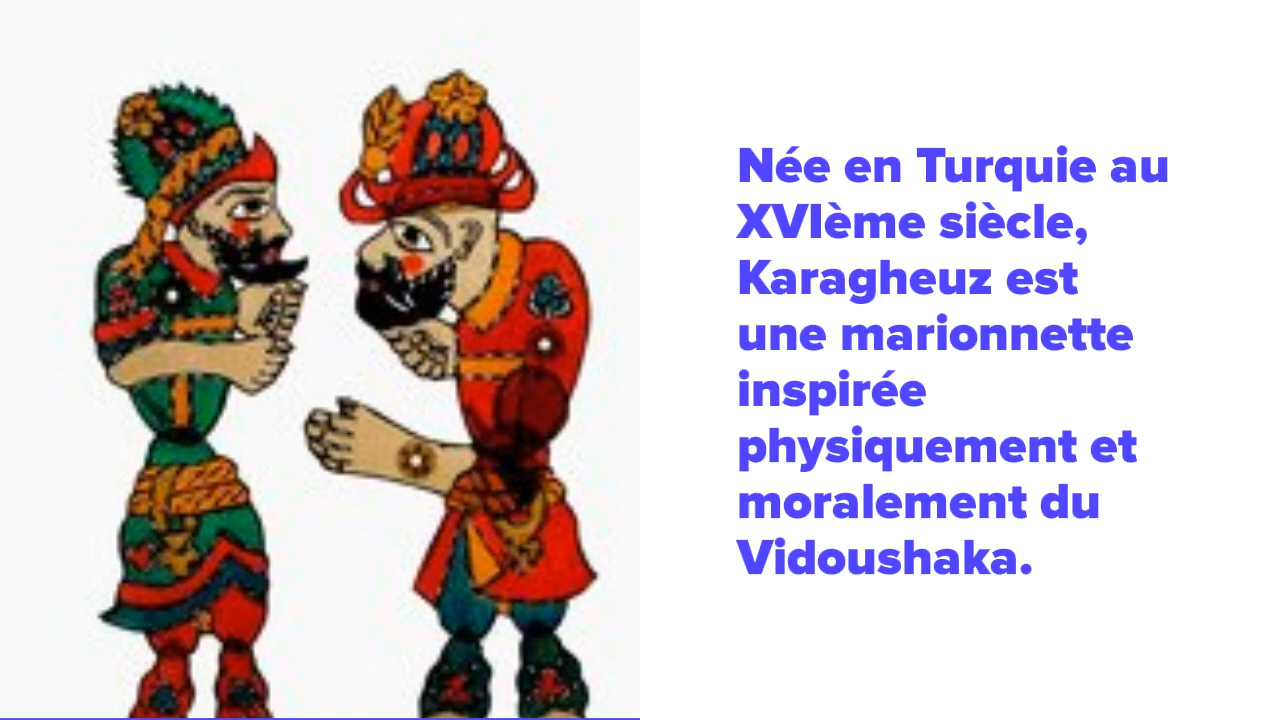 Née en Turquie au
XVIème siècle,
Karagheuz est
une marionnette
inspirée
physiquement et
moralement du
Vidoushaka.